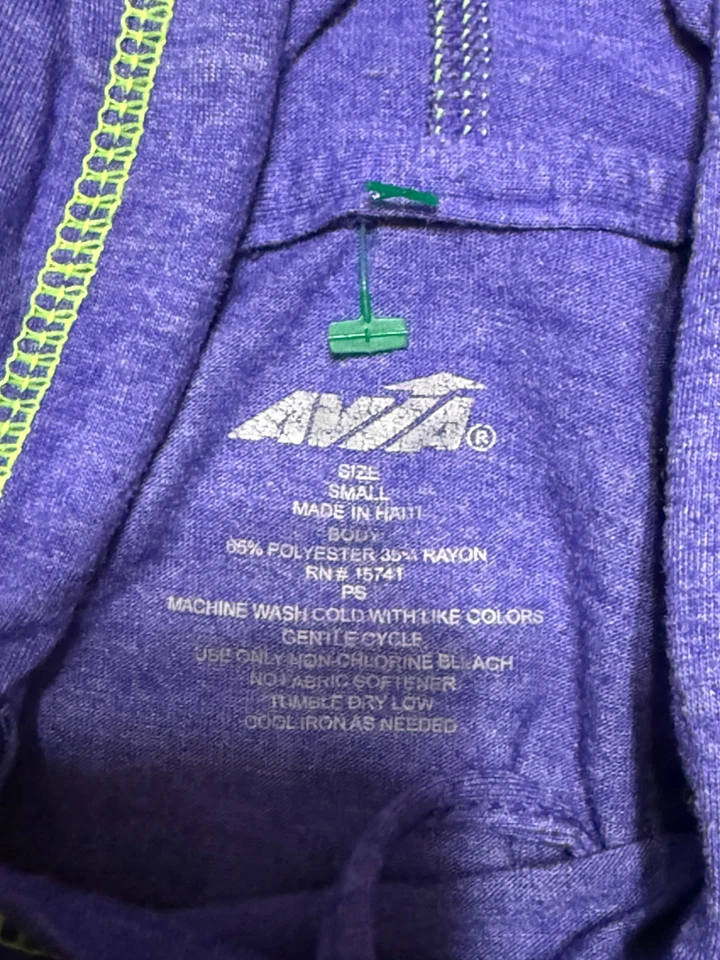 AVIA®
SIZE
SMALL
MADE IN HAITI
BODY
65% POLYESTER 35% RAYON
RN# 15741
PS
MACHINE WASH COLD WITH LIKE COLORS
GENTLE CYCLE
USE ONLY NON-CHLORINE BLEACH
NO FABRIC SOFTENER
TUMBLE DRY LOW
COOL IRON AS NEEDED